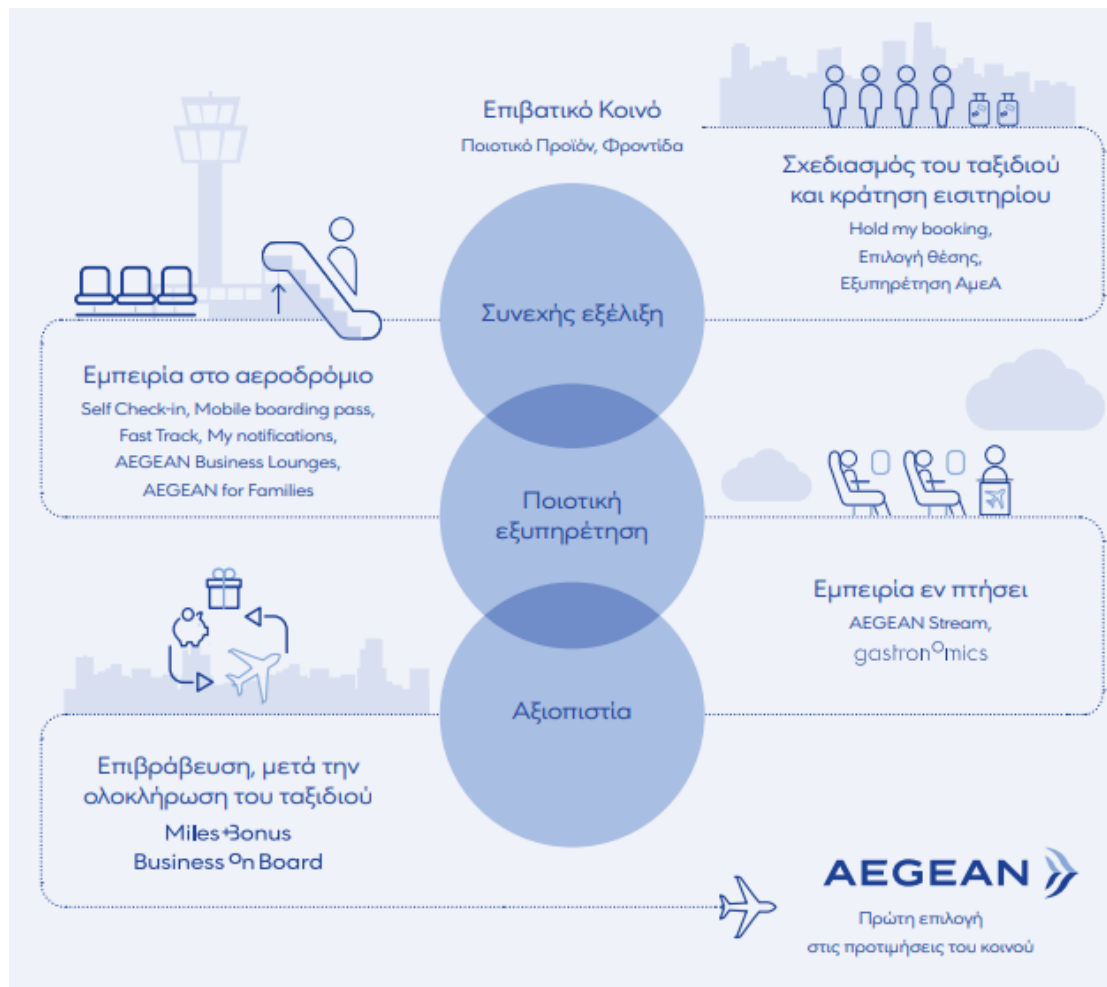 Επιβατικό Κοινό
Ποιοτικό Προϊόν, Φροντίδα
Σχεδιασμός του ταξιδιού
και κράτηση εισιτηρίου
Hold my booking,
Επιλογή θέσης,
Εξυπηρέτηση ΑμεΑ
Συνεχής εξέλιξη
Εμπειρία στο αεροδρόμιο
Self Check-in, Mobile boarding pass,
Fast Track, My notifications,
AEGEAN Business Lounges,
AEGEAN for Families
Ποιοτική
εξυπηρέτηση
Εμπειρία εν πτήσει
AEGEAN Stream,
gastronomics
Αξιοπιστία
Επιβράβευση, μετά την
ολοκλήρωση του ταξιδιού
Miles+Bonus
Business On Board
AEGEAN
Πρώτη επιλογή
στις προτιμήσεις του κοινού